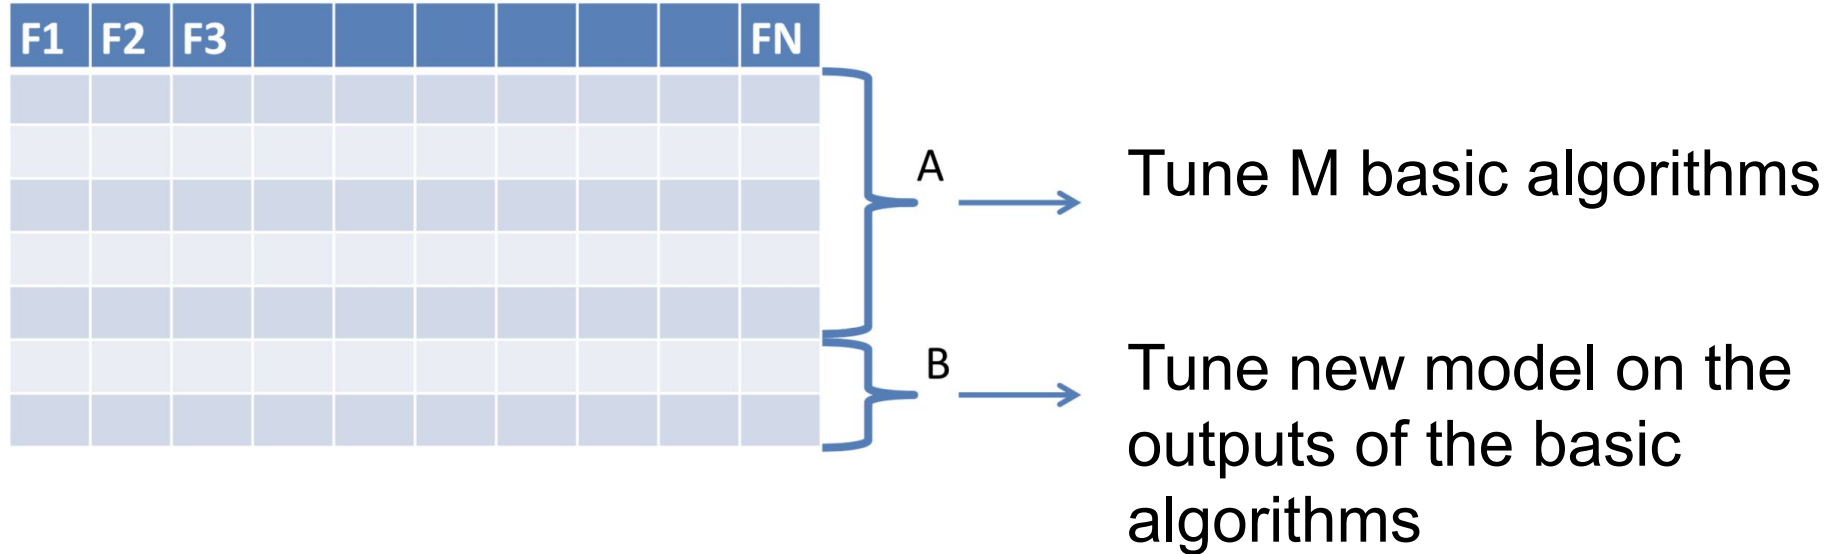 F1 F2 F3 FN
A
Tune M basic algorithms
B
Tune new model on the
outputs of the basic
algorithms